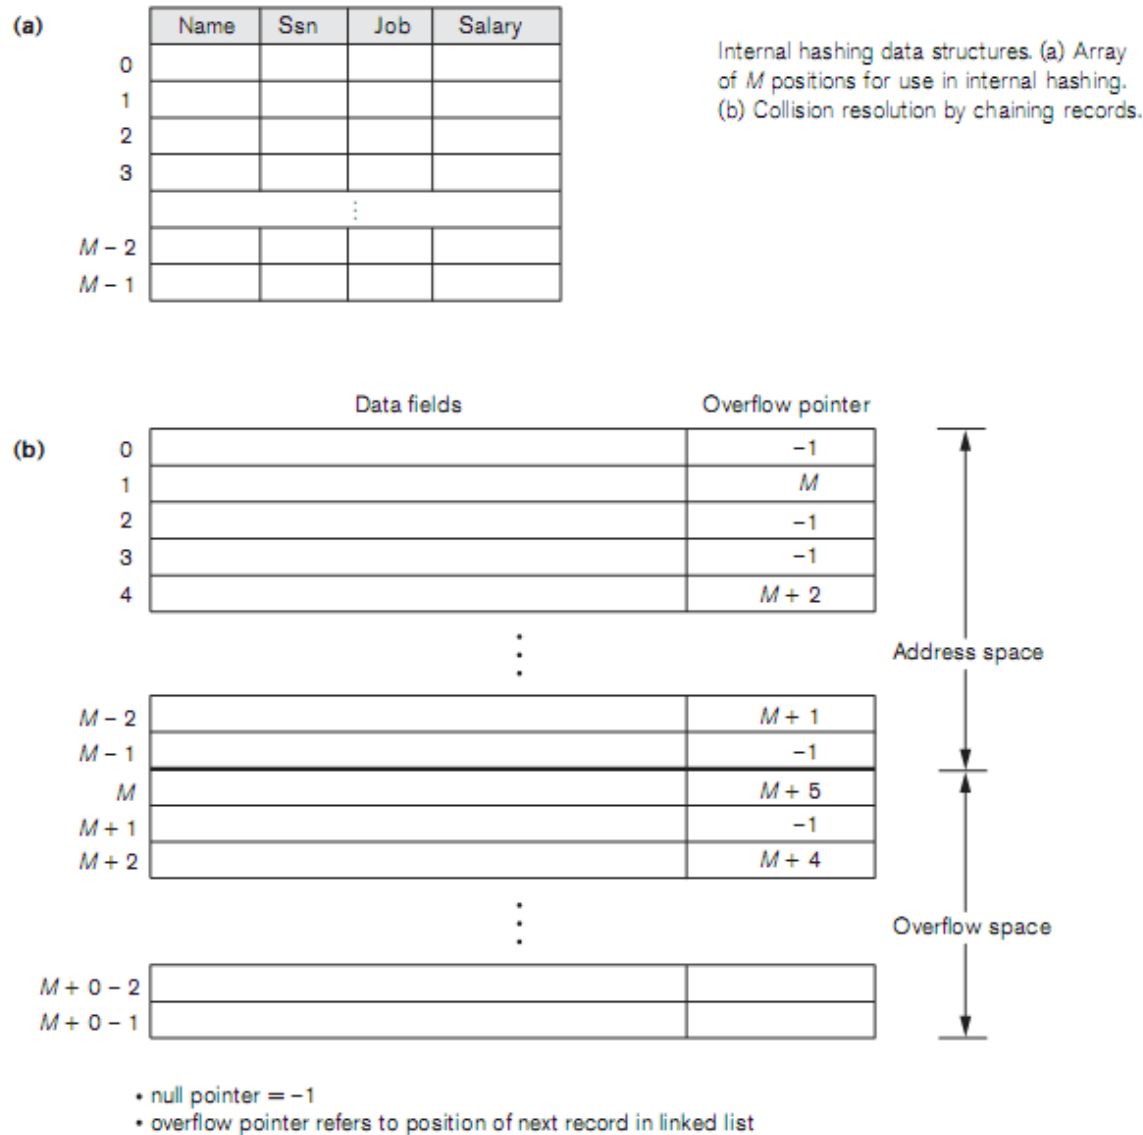 (a)
Name Ssn Job Salary
0
1
2
3
⋮
M – 2
M – 1
Internal hashing data structures. (a) Array
of M positions for use in internal hashing.
(b) Collision resolution by chaining records.
Data fields Overflow pointer
(b)
0 –1
1 M
2 –1
3 –1
4 M + 2
⋮
Address space
M – 2 M + 1
M – 1 –1
M M + 5
M + 1 –1
M + 2 M + 4
⋮
Overflow space
M + 0 – 2
M + 0 – 1
• null pointer = –1
• overflow pointer refers to position of next record in linked list